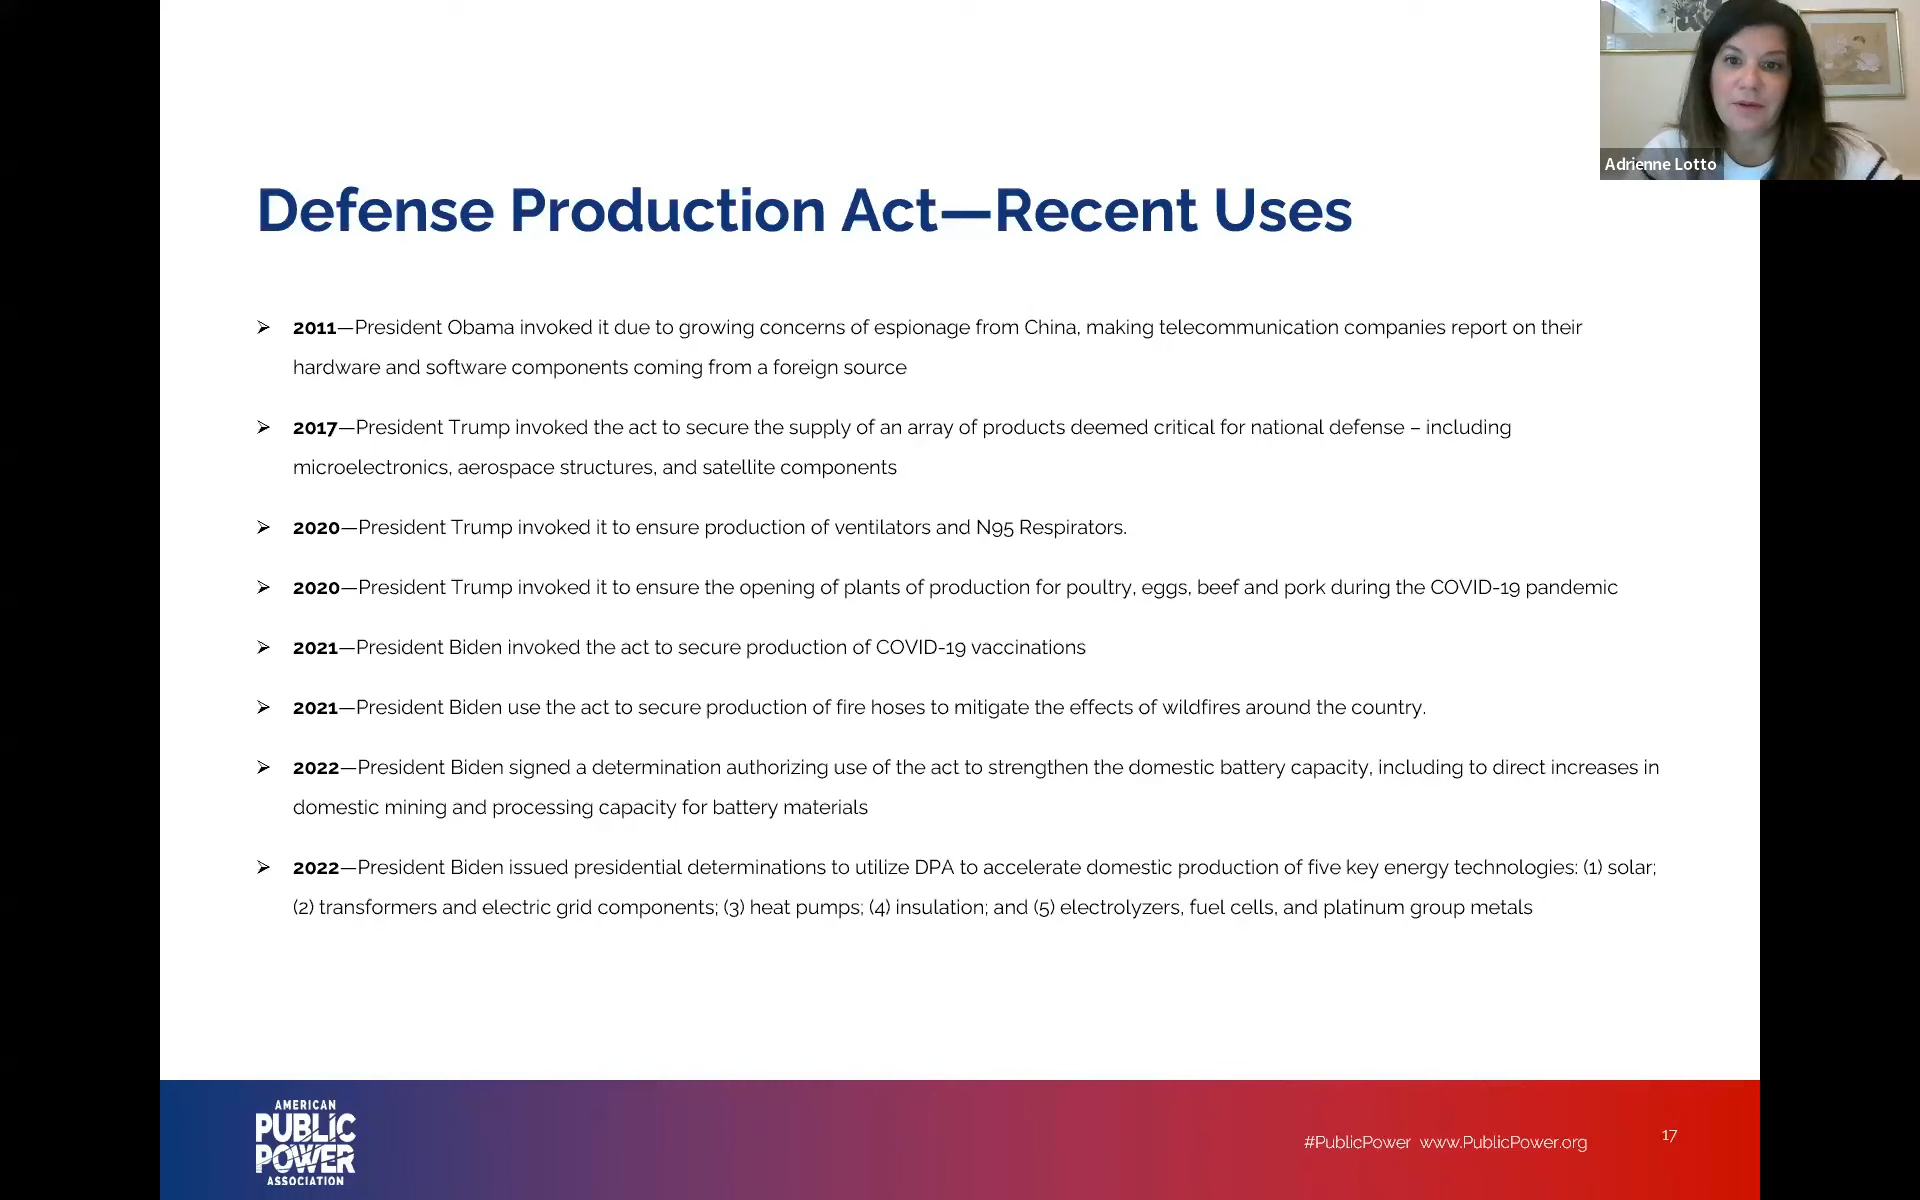 Adrienne Lotto
Defense Production Act—Recent Uses
➢ 2011—President Obama invoked it due to growing concerns of espionage from China, making telecommunication companies report on their
hardware and software components coming from a foreign source
➢ 2017—President Trump invoked the act to secure the supply of an array of products deemed critical for national defense – including
microelectronics, aerospace structures, and satellite components
➢ 2020—President Trump invoked it to ensure production of ventilators and N95 Respirators.
➢ 2020—President Trump invoked it to ensure the opening of plants of production for poultry, eggs, beef and pork during the COVID-19 pandemic
➢ 2021—President Biden invoked the act to secure production of COVID-19 vaccinations
➢ 2021—President Biden use the act to secure production of fire hoses to mitigate the effects of wildfires around the country.
➢ 2022—President Biden signed a determination authorizing use of the act to strengthen the domestic battery capacity, including to direct increases in
domestic mining and processing capacity for battery materials
➢ 2022—President Biden issued presidential determinations to utilize DPA to accelerate domestic production of five key energy technologies: (1) solar;
(2) transformers and electric grid components; (3) heat pumps; (4) insulation; and (5) electrolyzers, fuel cells, and platinum group metals
AMERICAN
PUBLIC
POWER
ASSOCIATION
#PublicPower www.PublicPower.org
17